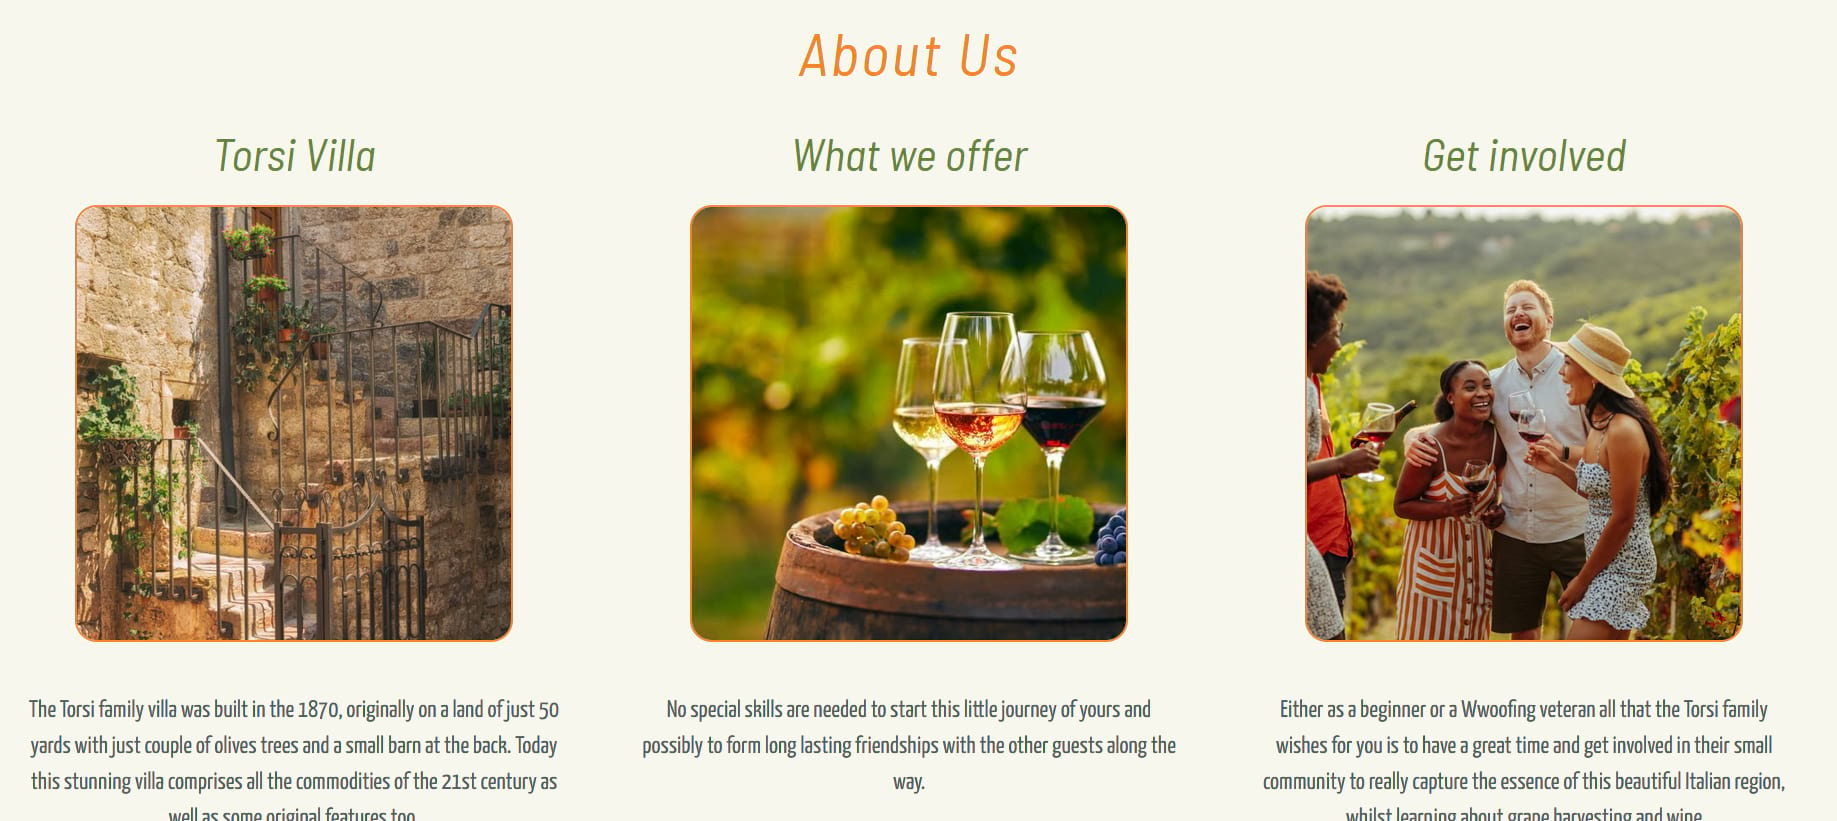 About Us
Torsi Villa
What we offer
Get involved
The Torsi family villa was built in the 1870, originally on a land of just 50
yards with just couple of olives trees and a small barn at the back. Today
this stunning villa comprises all the commodities of the 21st century as
well as some original features too.
No special skills are needed to start this little journey of yours and
possibly to form long lasting friendships with the other guests along the
way.
Either as a beginner or a Wwoofing veteran all that the Torsi family
wishes for you is to have a great time and get involved in their small
community to really capture the essence of this beautiful Italian region,
whilst learning about grape harvesting and wine